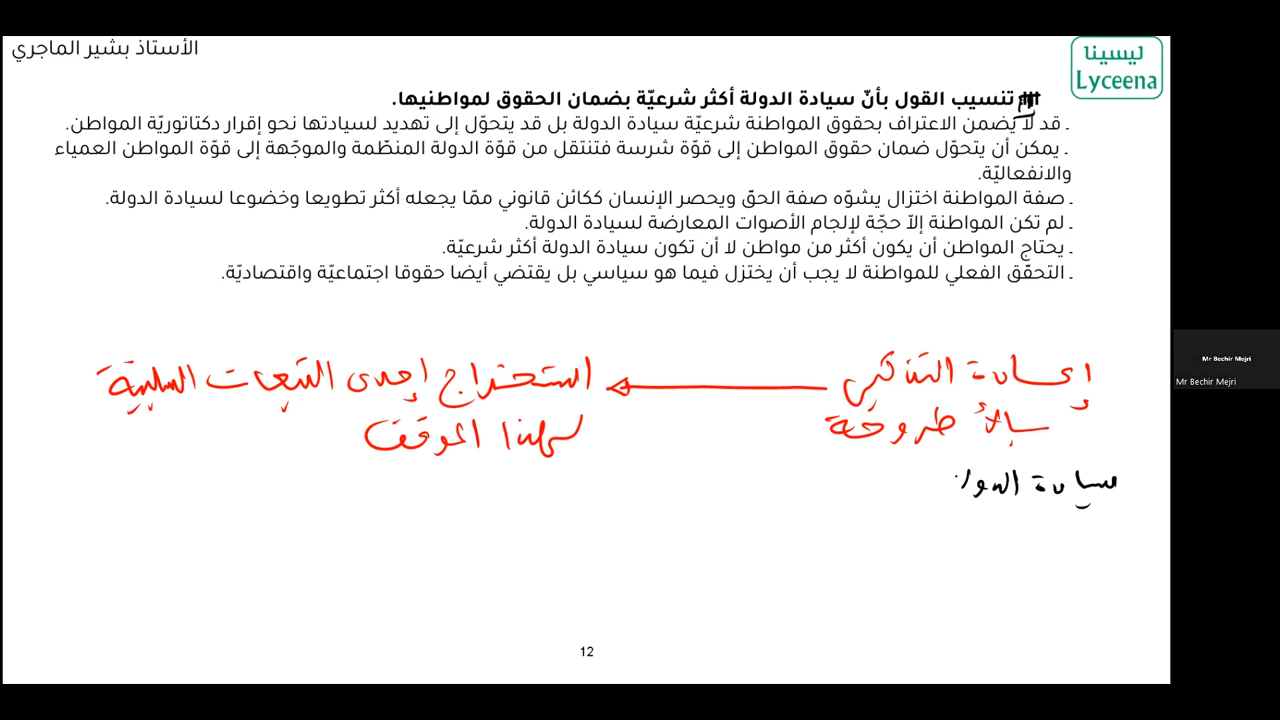 الأستاذ بشير الماجري
ليسينا
Lyceena
تنسيب القول بأنّ سيادة الدولة أكثر شرعيّة بضمان الحقوق لمواطنيها.
ـ قد لا يضمن الاعتراف بحقوق المواطنة شرعيّة سيادة الدولة بل قد يتحوّل إلى تهديد لسيادتها نحو إقرار دكتاتوريّة المواطن.
ـ يمكن أن يتحوّل ضمان حقوق المواطن إلى قوّة شرسة فتنتقل من قوّة الدولة المنظّمة والموجّهة إلى قوّة المواطن العمياء
والانفعاليّة.
ـ صفة المواطنة اختزال يشوّه صفة الحقّ ويحصر الإنسان ككائن قانوني ممّا يجعله أكثر تطويعا وخضوعا لسيادة الدولة.
ـ لم تكن المواطنة إلاّ حجّة لإلجام الأصوات المعارضة لسيادة الدولة.
ـ يحتاج المواطن أن يكون أكثر من مواطن لا أن تكون سيادة الدولة أكثر شرعيّة.
ـ التحقّق الفعلي للمواطنة لا يجب أن يختزل فيما هو سياسي بل يقتضي أيضا حقوقا اجتماعيّة واقتصاديّة.
إعادة التذكير استخراج إحدى التبعات السلبية
بالأطروحة لهذا الموقف
سيادة الدول
12
Mr Bechir Mejri
Mr Bechir Mejri